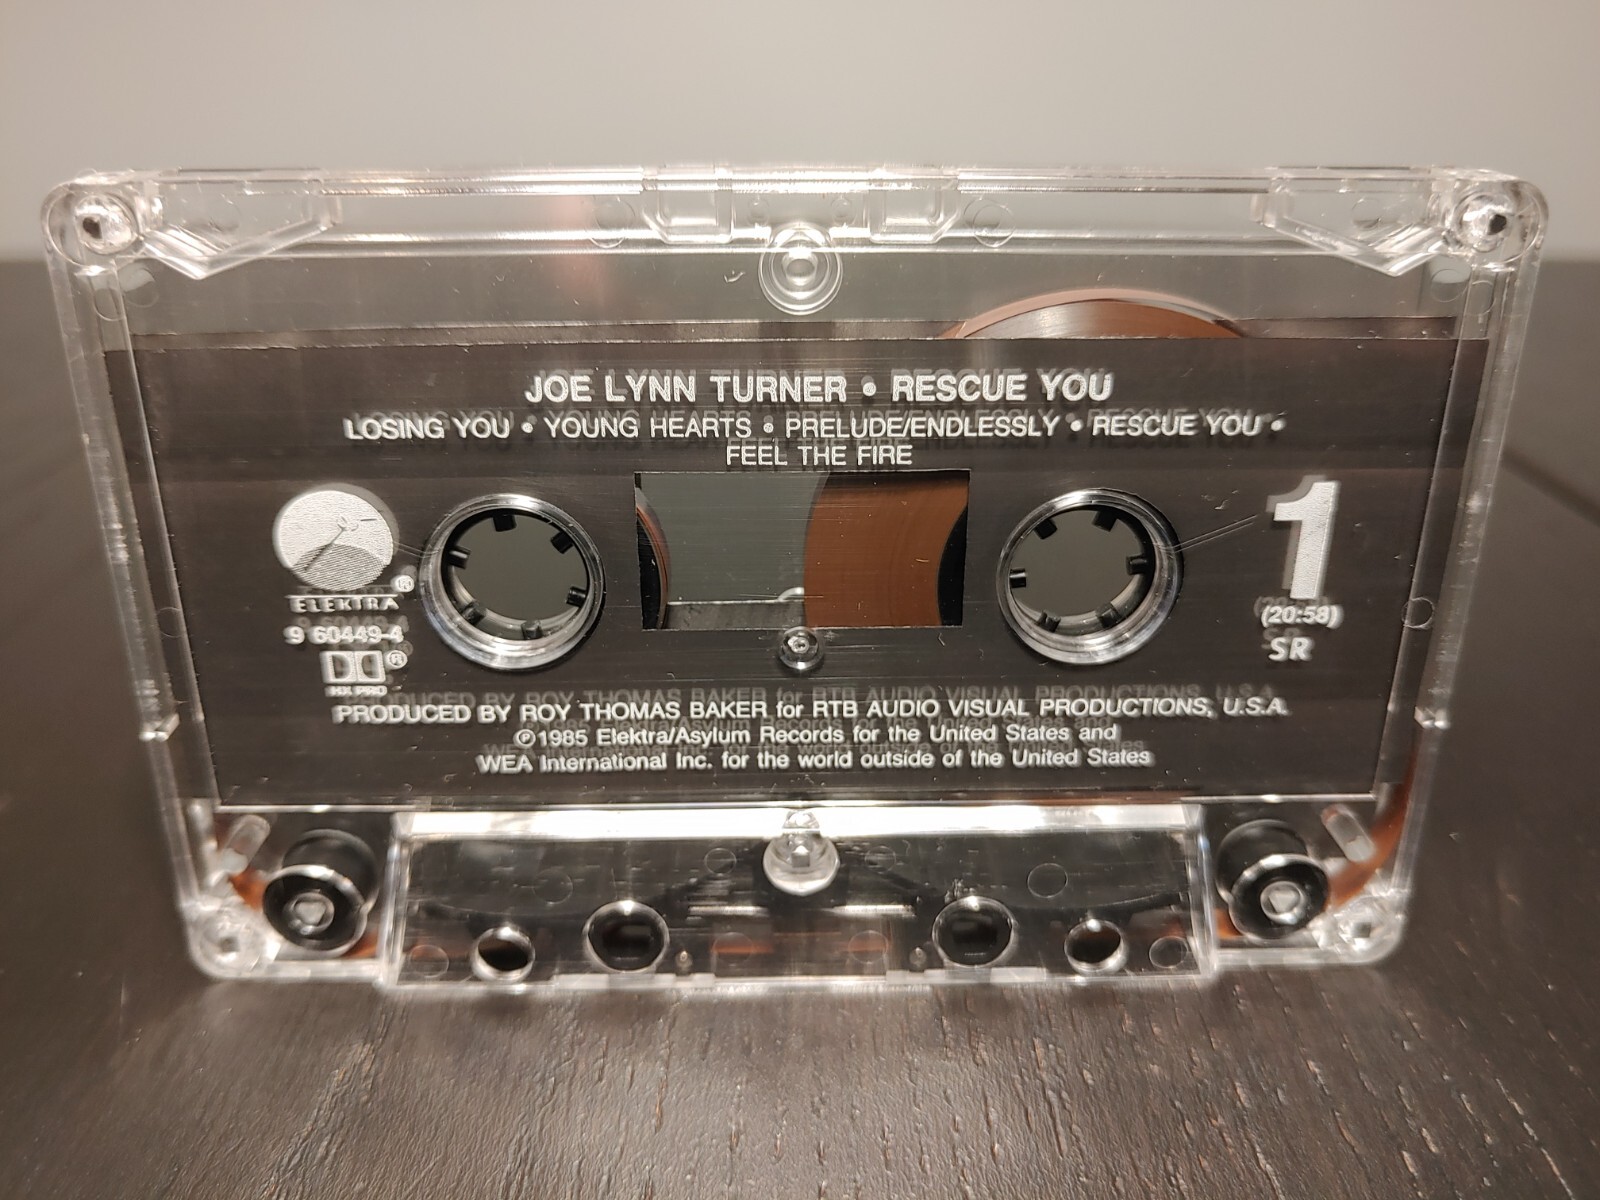 JOE LYNN TURNER • RESCUE YOU
LOSING YOU • YOUNG HEARTS • PRELUDE/ENDLESSLY • RESCUE YOU •
FEEL THE FIRE
1
(20:58)
SR
ELEKTRA®
9 60449-4
®
HX PRO
PRODUCED BY ROY THOMAS BAKER for RTB AUDIO VISUAL PRODUCTIONS, U.S.A.
℗1985 Elektra/Asylum Records for the United States and
WEA International Inc. for the world outside of the United States